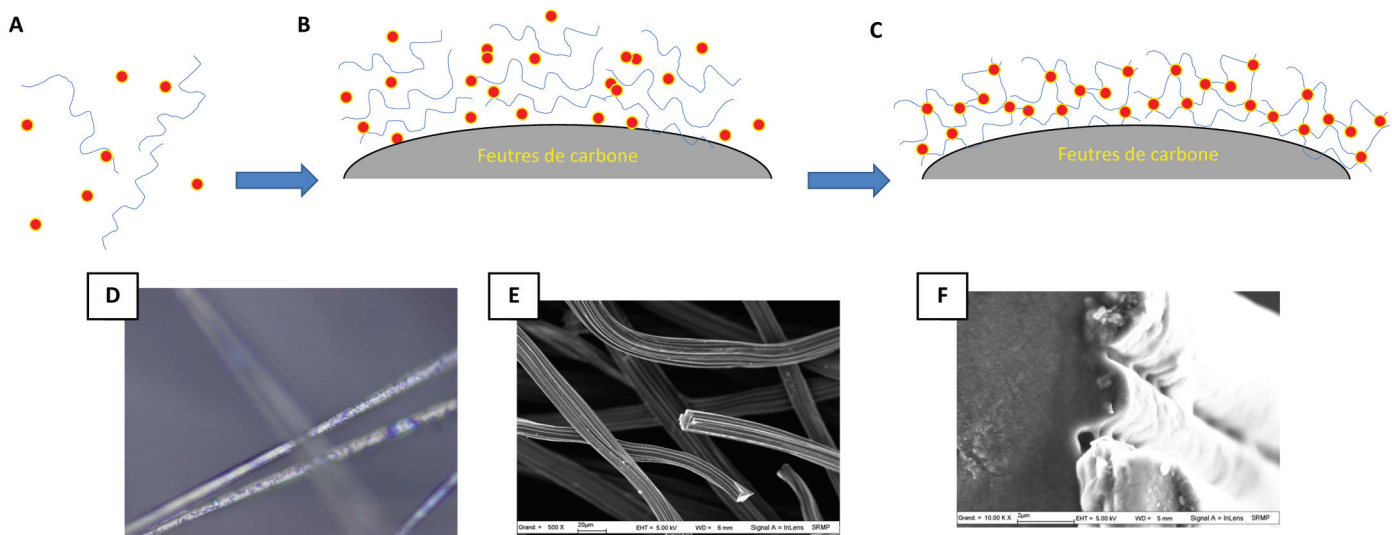 A
B
C
Feutres de carbone
Feutres de carbone
D
E
F
Grand. = 500 X 20µm EHT = 5.00 kV WD = 6 mm Signal A = InLens SRMP
Grand. = 10.00 K X 2µm EHT = 5.00 kV WD = 5 mm Signal A = InLens SRMP